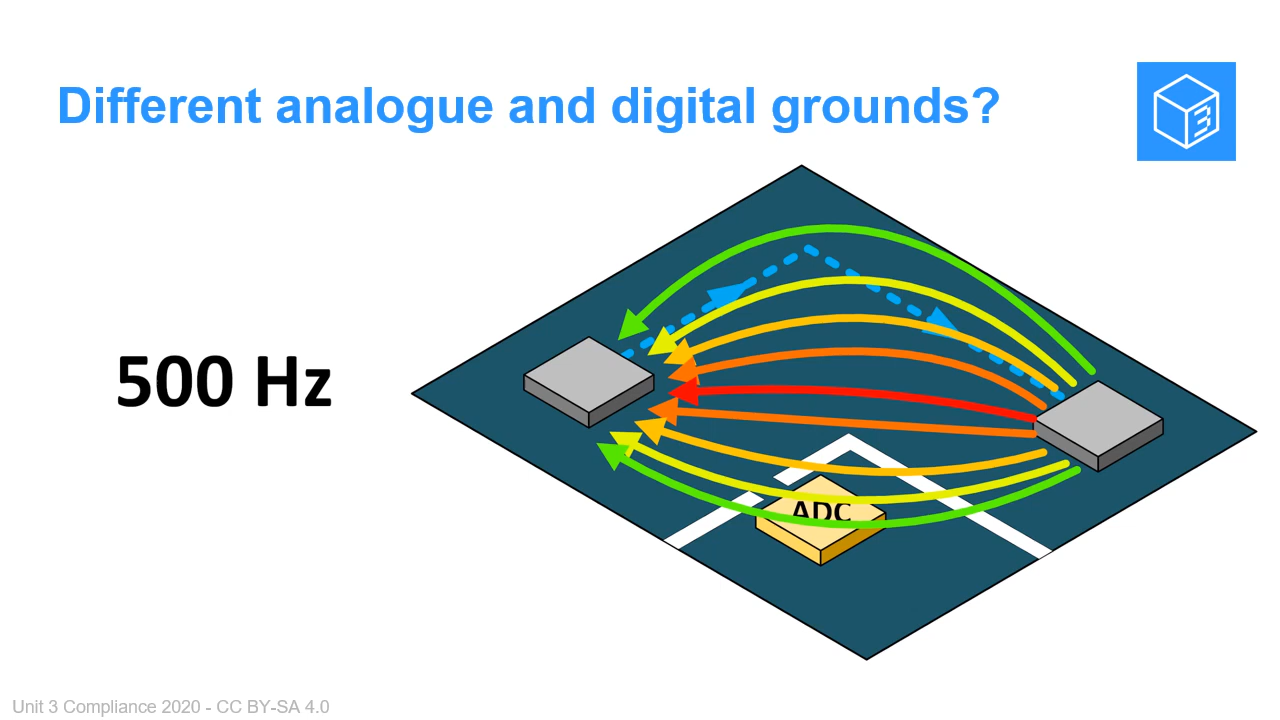 Different analogue and digital grounds?
500 Hz
ADC
Unit 3 Compliance 2020 - CC BY-SA 4.0